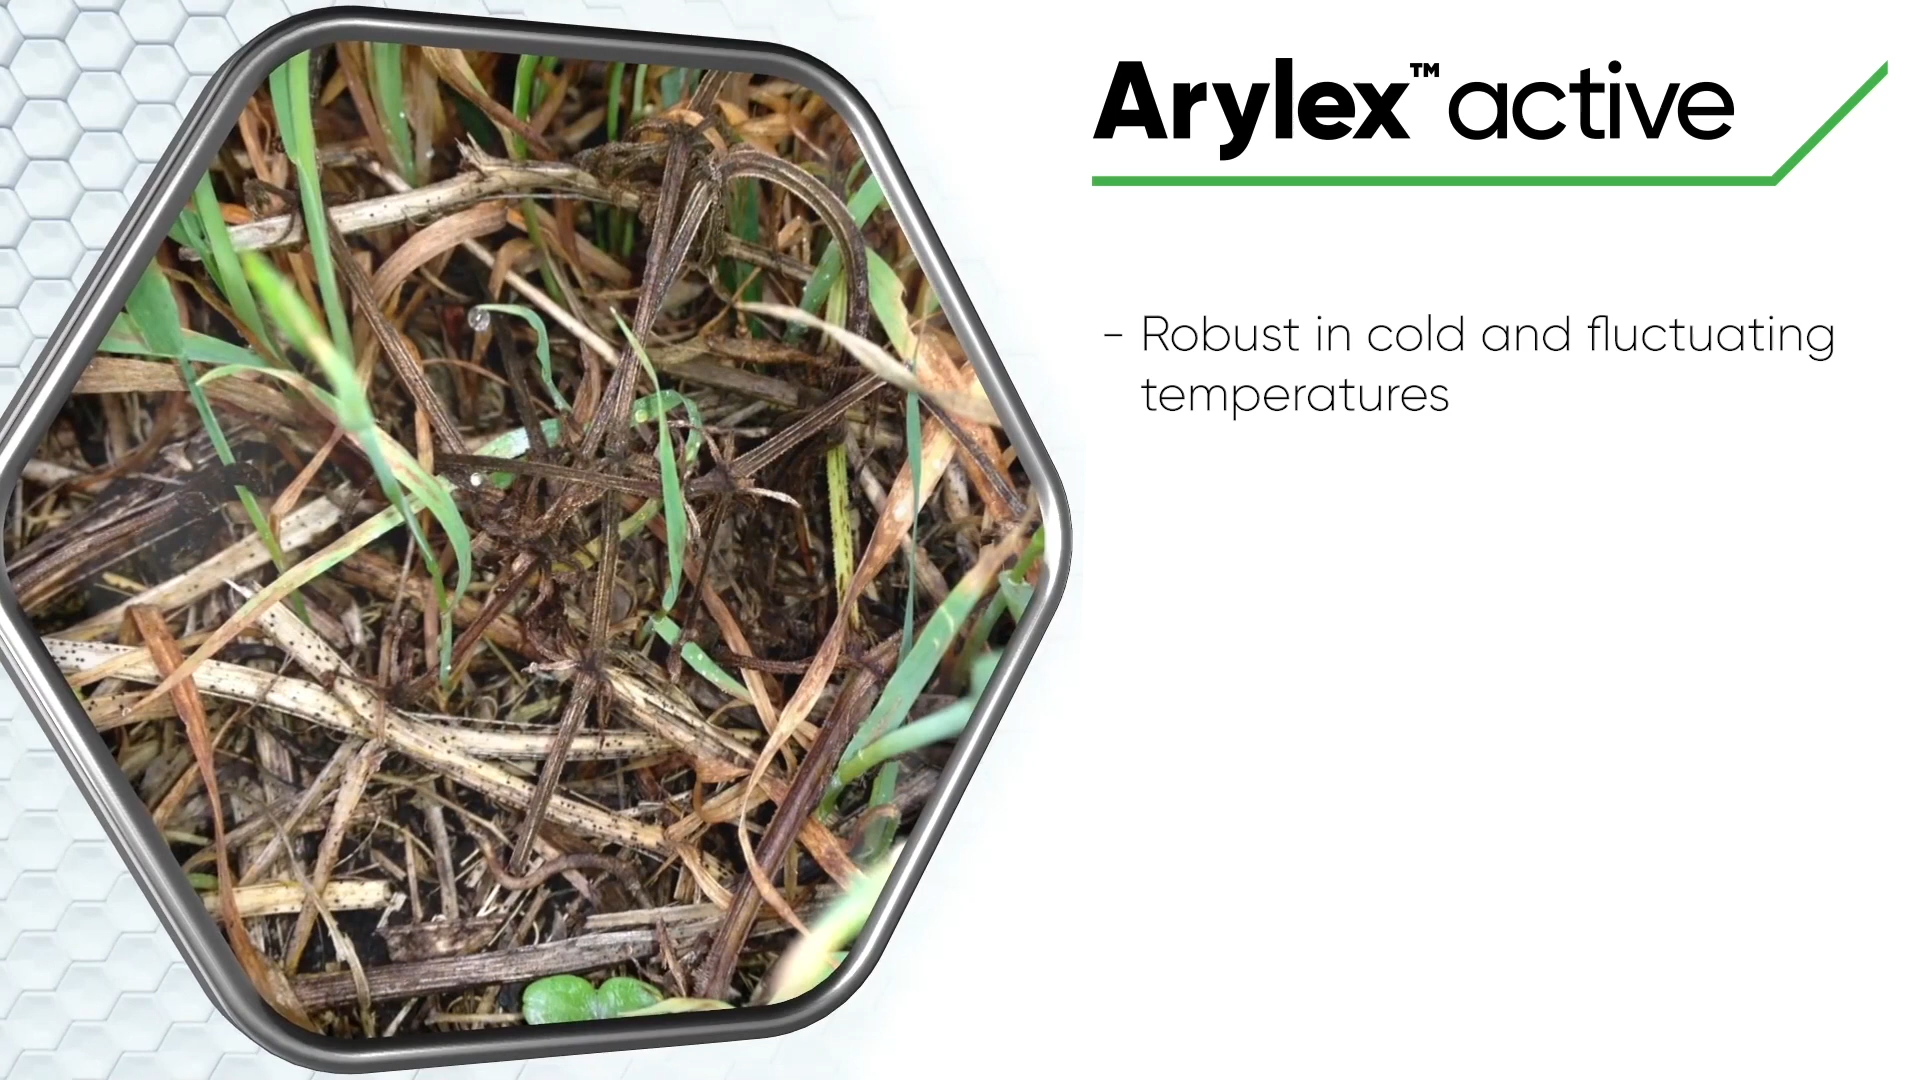 Arylex™ active
- Robust in cold and fluctuating
temperatures